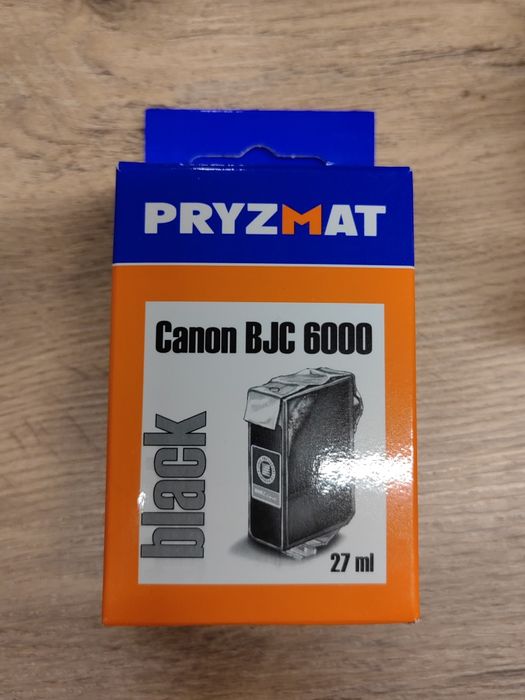 PRYZMAT
Canon BJC 6000
black
27 ml